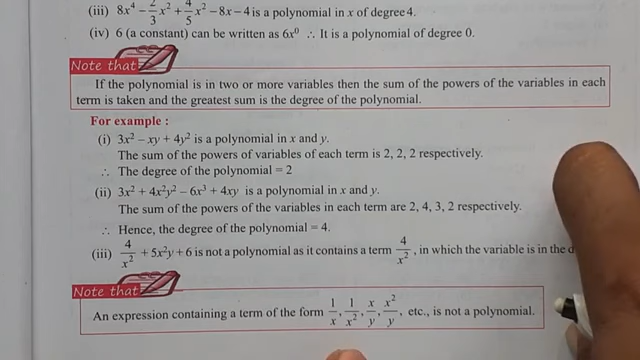 (iii) 8x⁴ − 2/3 x² + 4/5 x² − 8x − 4 is a polynomial in x of degree 4.
(iv) 6 (a constant) can be written as 6x⁰ ∴ It is a polynomial of degree 0.
Note that
If the polynomial is in two or more variables then the sum of the powers of the variables in each
term is taken and the greatest sum is the degree of the polynomial.
For example :
(i) 3x² − xy + 4y² is a polynomial in x and y.
The sum of the powers of variables of each term is 2, 2, 2 respectively.
∴ The degree of the polynomial = 2
(ii) 3x² + 4x²y² − 6x³ + 4xy is a polynomial in x and y.
The sum of the powers of the variables in each term are 2, 4, 3, 2 respectively.
∴ Hence, the degree of the polynomial = 4.
(iii) 4/x² + 5x²y + 6 is not a polynomial as it contains a term 4/x², in which the variable is in the
Note that
An expression containing a term of the form 1/x, 1/x², x/y, x²/y, etc., is not a polynomial.